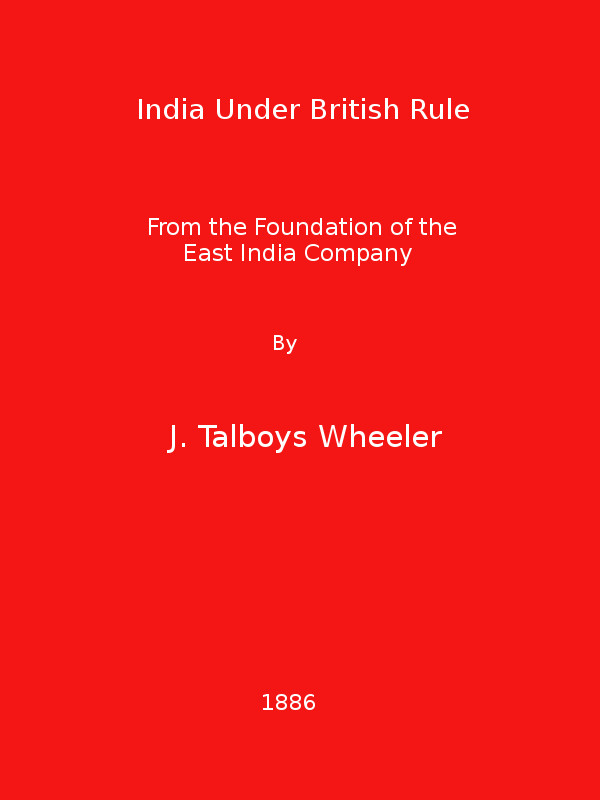 India Under British Rule
From the Foundation of the
East India Company
By
J. Talboys Wheeler
1886